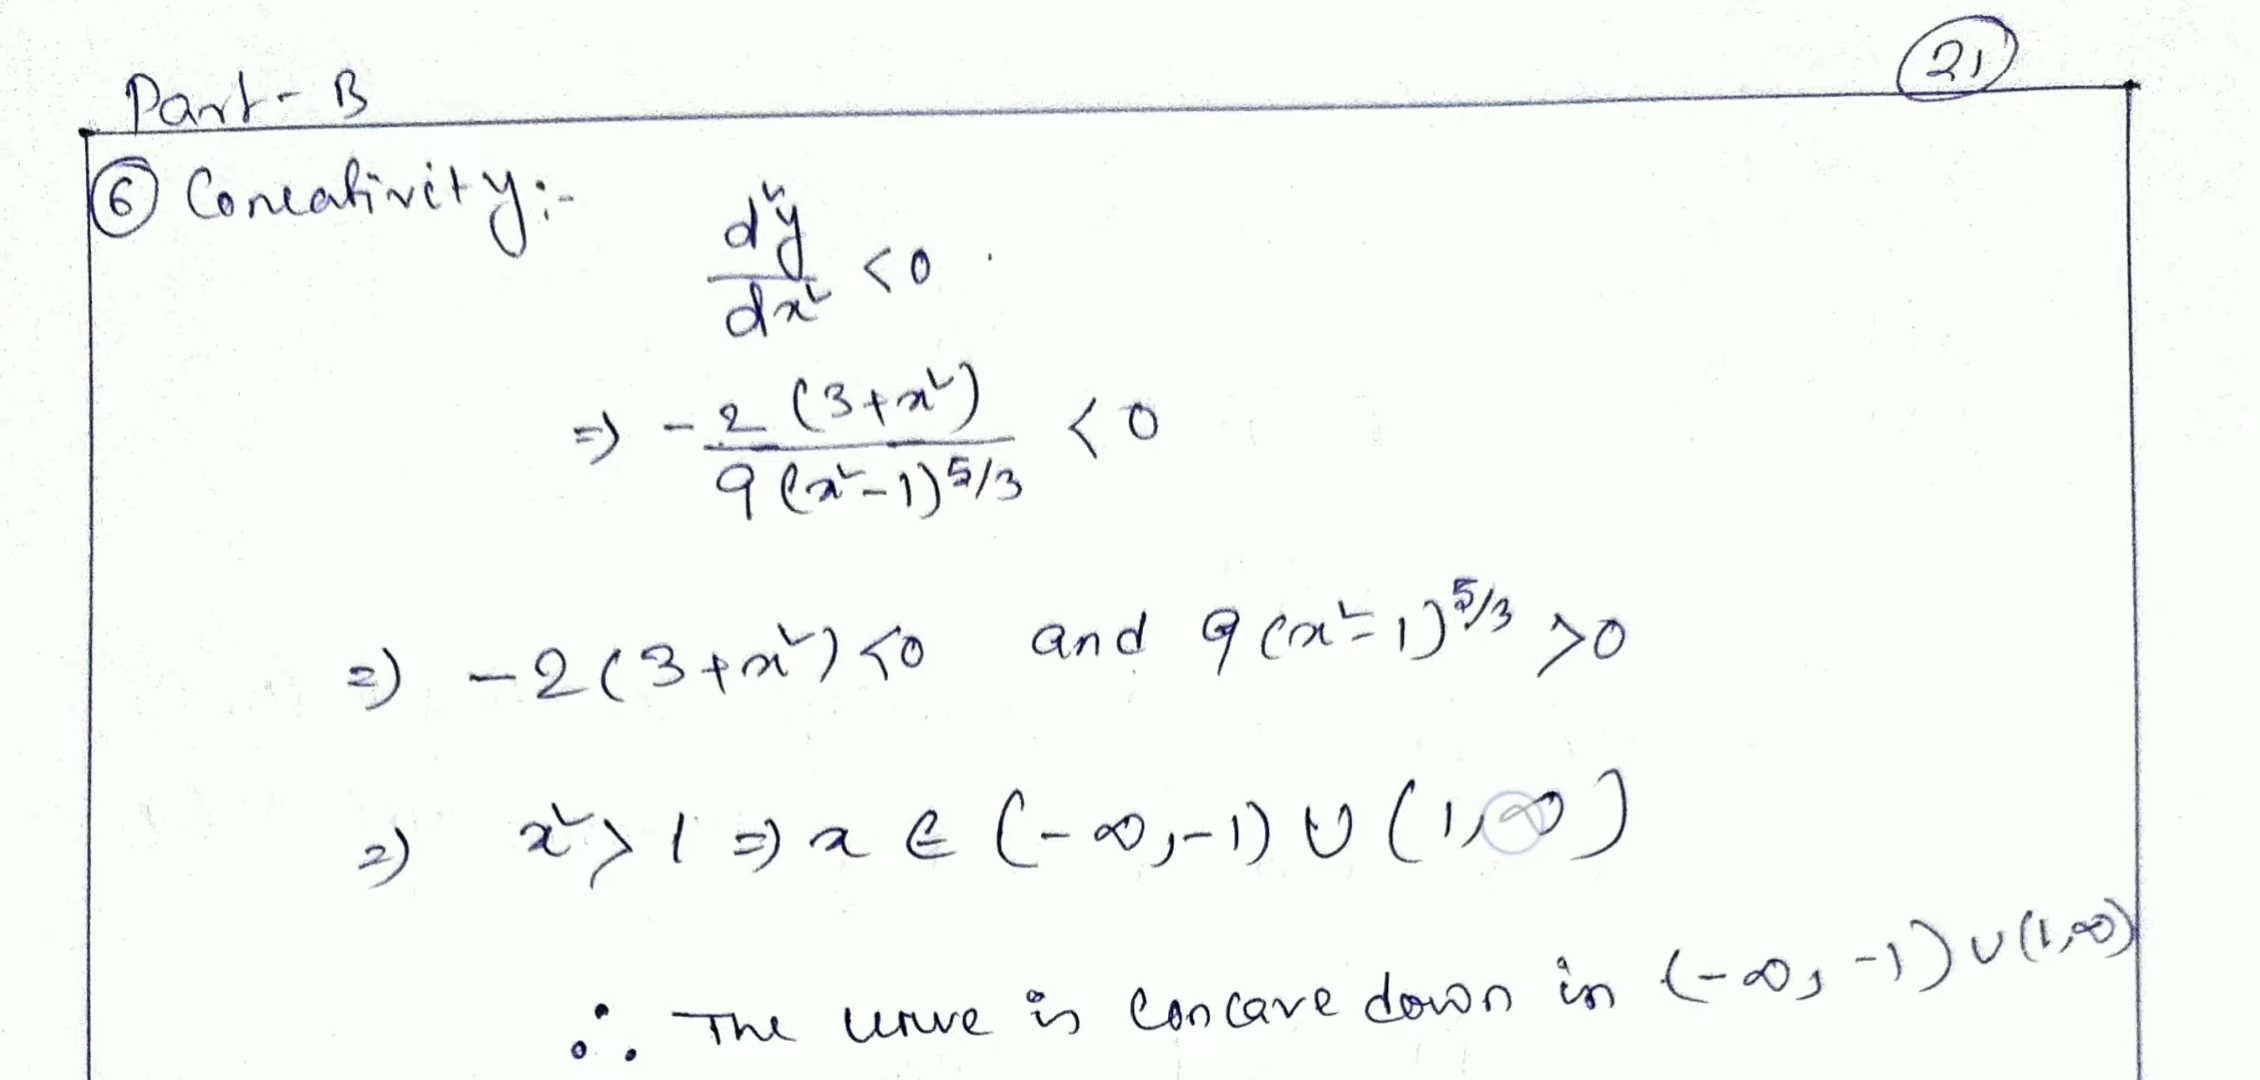 Part-B
21
⑥ Concativity:-
d²y/dx² <0 .
=) -2(3+x²)/9(x²-1)^5/3 <0
=) -2(3+x²)<0 and 9(x²-1)^5/3 >0
=) x²>1 =) x ∈ (-∞,-1) ∪ (1,∞)
∴ The curve is concave down in (-∞,-1)∪(1,∞)